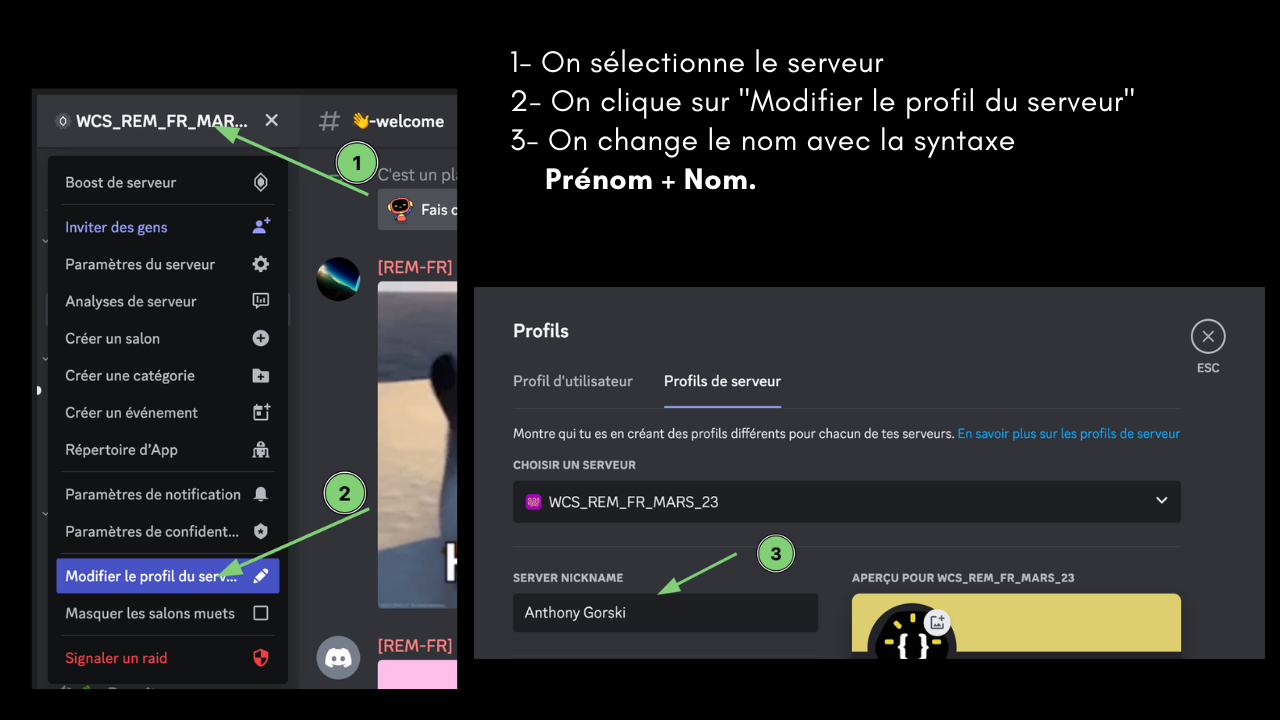 1- On sélectionne le serveur
2- On clique sur "Modifier le profil du serveur"
3- On change le nom avec la syntaxe
Prénom + Nom.
WCS_REM_FR_MAR...
# 👋-welcome
1
C'est un pl
Fais
Boost de serveur
Inviter des gens
Paramètres du serveur
Analyses de serveur
Créer un salon
Créer une catégorie
Créer un événement
Répertoire d'App
Paramètres de notification
Paramètres de confident...
Modifier le profil du serv...
Masquer les salons muets
Signaler un raid
[REM-FR]
2
[REM-FR]
Profils
ESC
Profil d'utilisateur
Profils de serveur
Montre qui tu es en créant des profils différents pour chacun de tes serveurs. En savoir plus sur les profils de serveur
CHOISIR UN SERVEUR
WCS_REM_FR_MARS_23
3
SERVER NICKNAME
Anthony Gorski
APERÇU POUR WCS_REM_FR_MARS_23
{ }